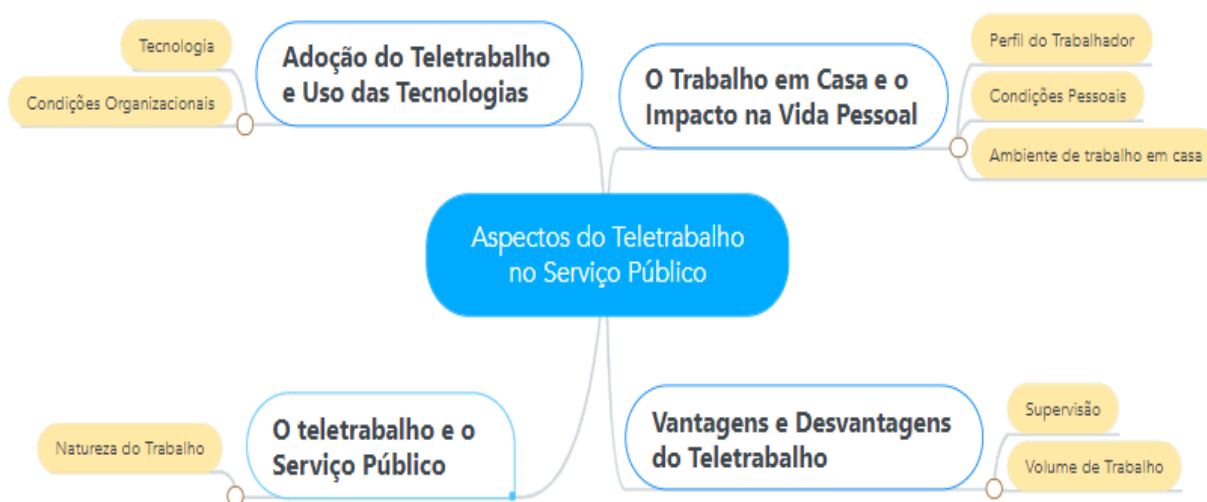 Tecnologia
Condições Organizacionais
Adoção do Teletrabalho
e Uso das Tecnologias
O Trabalho em Casa e o
Impacto na Vida Pessoal
Perfil do Trabalhador
Condições Pessoais
Ambiente de trabalho em casa
Aspectos do Teletrabalho
no Serviço Público
Natureza do Trabalho
O teletrabalho e o
Serviço Público
Vantagens e Desvantagens
do Teletrabalho
Supervisão
Volume de Trabalho